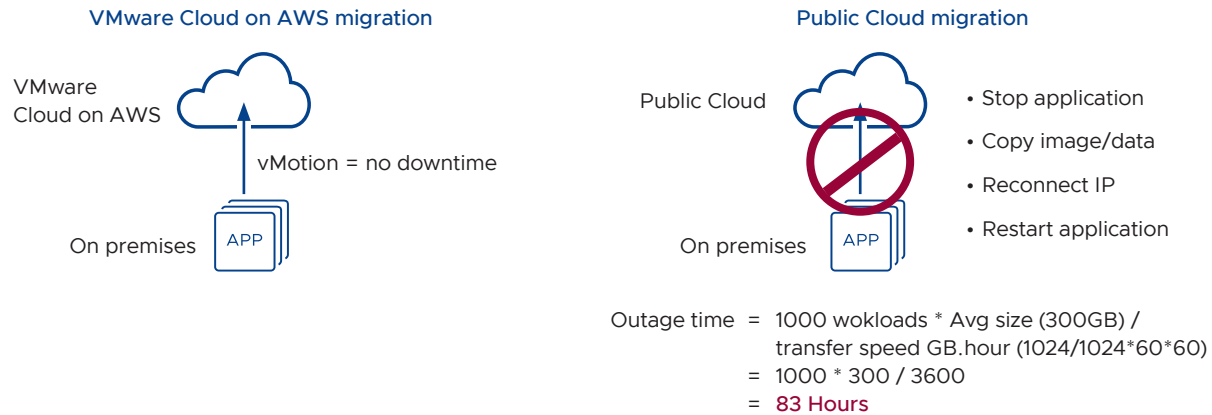 VMware Cloud on AWS migration
VMware
Cloud on AWS
vMotion = no downtime
On premises
APP
Public Cloud migration
Public Cloud
• Stop application
• Copy image/data
• Reconnect IP
• Restart application
On premises
APP
Outage time = 1000 wokloads * Avg size (300GB) /
transfer speed GB.hour (1024/1024*60*60)
= 1000 * 300 / 3600
= 83 Hours